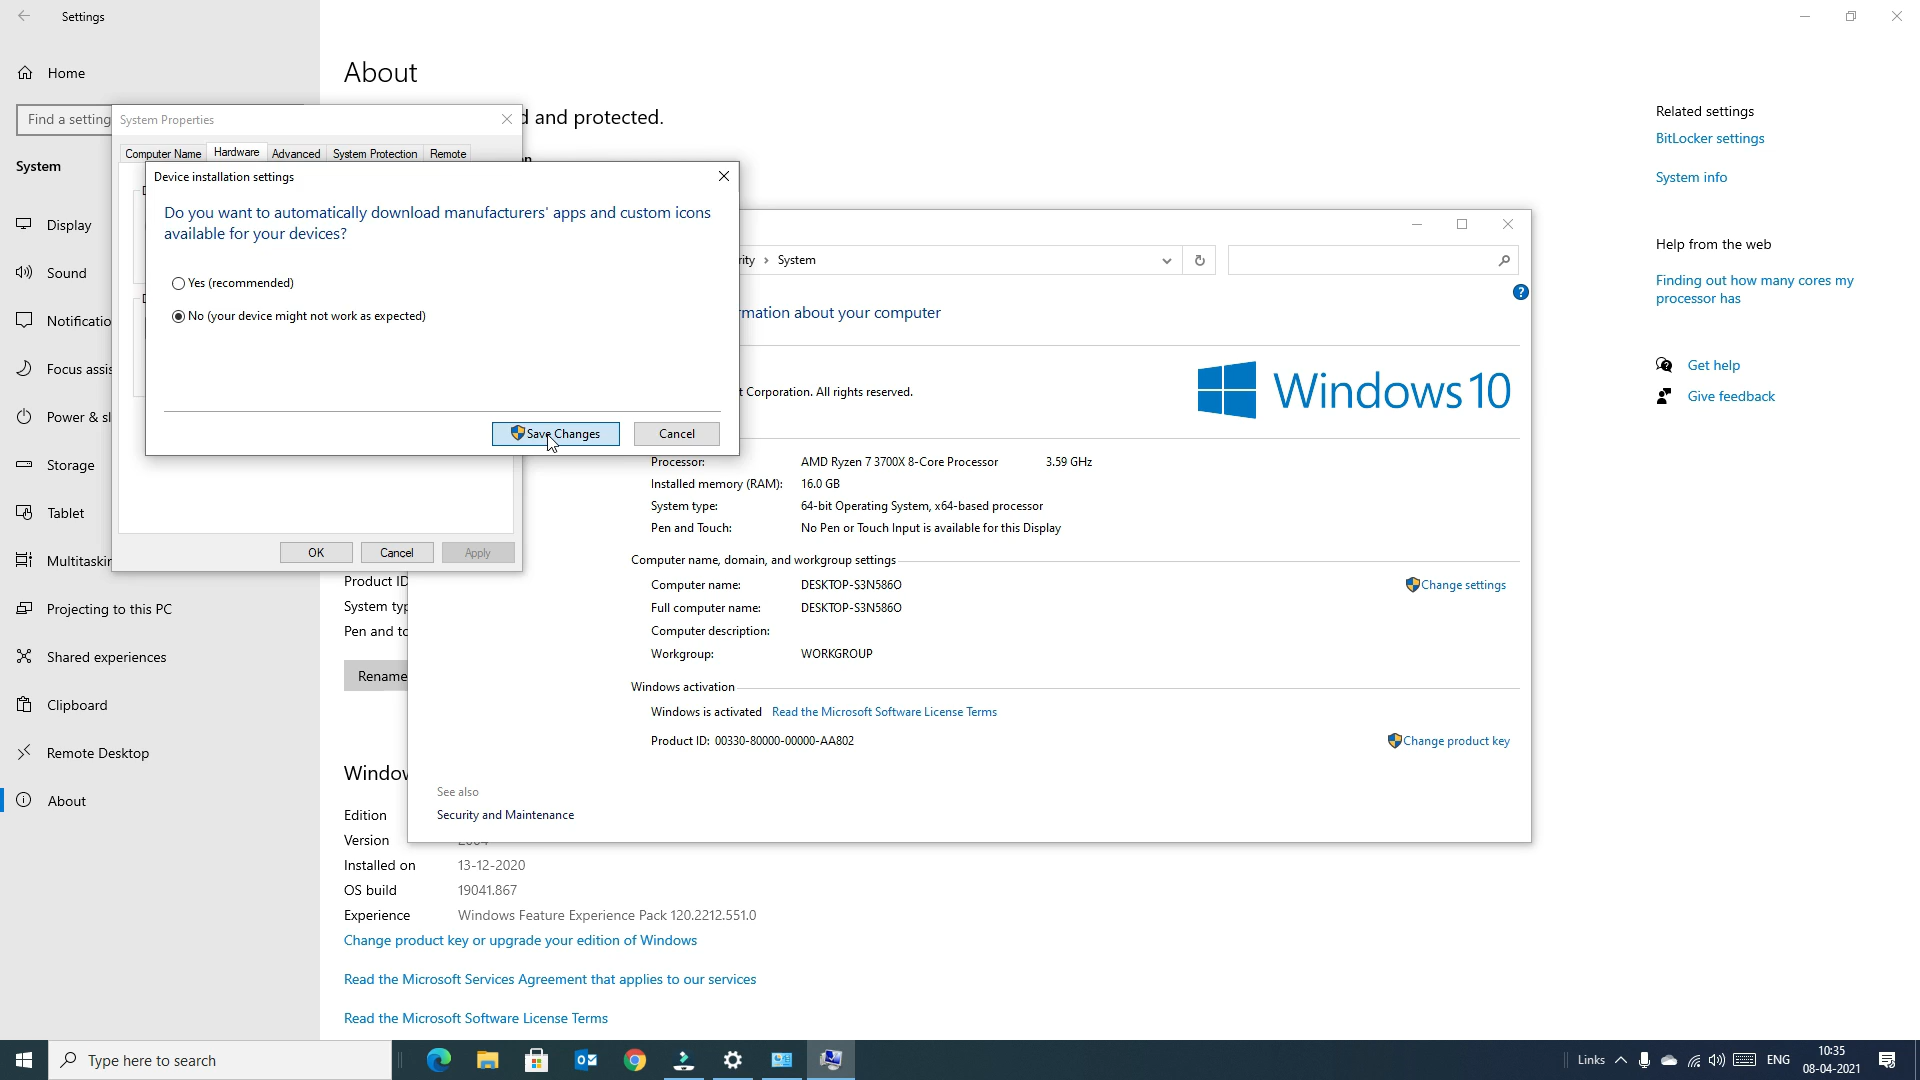 Settings
Home
Find a setting
System
Display
Sound
Notificatio
Focus assis
Power & sl
Storage
Tablet
Multitaskin
Projecting to this PC
Shared experiences
Clipboard
Remote Desktop
About
About
d and protected.
System Properties
Computer Name
Hardware
Advanced
System Protection
Remote
Device installation settings
Do you want to automatically download manufacturers' apps and custom icons
available for your devices?
Yes (recommended)
No (your device might not work as expected)
Save Changes
Cancel
OK
Cancel
Apply
rity › System
rmation about your computer
t Corporation. All rights reserved.
Windows 10
Processor: AMD Ryzen 7 3700X 8-Core Processor 3.59 GHz
Installed memory (RAM): 16.0 GB
System type: 64-bit Operating System, x64-based processor
Pen and Touch: No Pen or Touch Input is available for this Display
Computer name, domain, and workgroup settings
Computer name: DESKTOP-S3N586O
Change settings
Full computer name: DESKTOP-S3N586O
Computer description:
Workgroup: WORKGROUP
Windows activation
Windows is activated Read the Microsoft Software License Terms
Product ID: 00330-80000-00000-AA802
Change product key
See also
Security and Maintenance
Product ID
System typ
Pen and to
Rename
Window
Edition
Version
Installed on 13-12-2020
OS build 19041.867
Experience Windows Feature Experience Pack 120.2212.551.0
Change product key or upgrade your edition of Windows
Read the Microsoft Services Agreement that applies to our services
Read the Microsoft Software License Terms
Related settings
BitLocker settings
System info
Help from the web
Finding out how many cores my
processor has
Get help
Give feedback
Type here to search
Links
ENG
10:35
08-04-2021